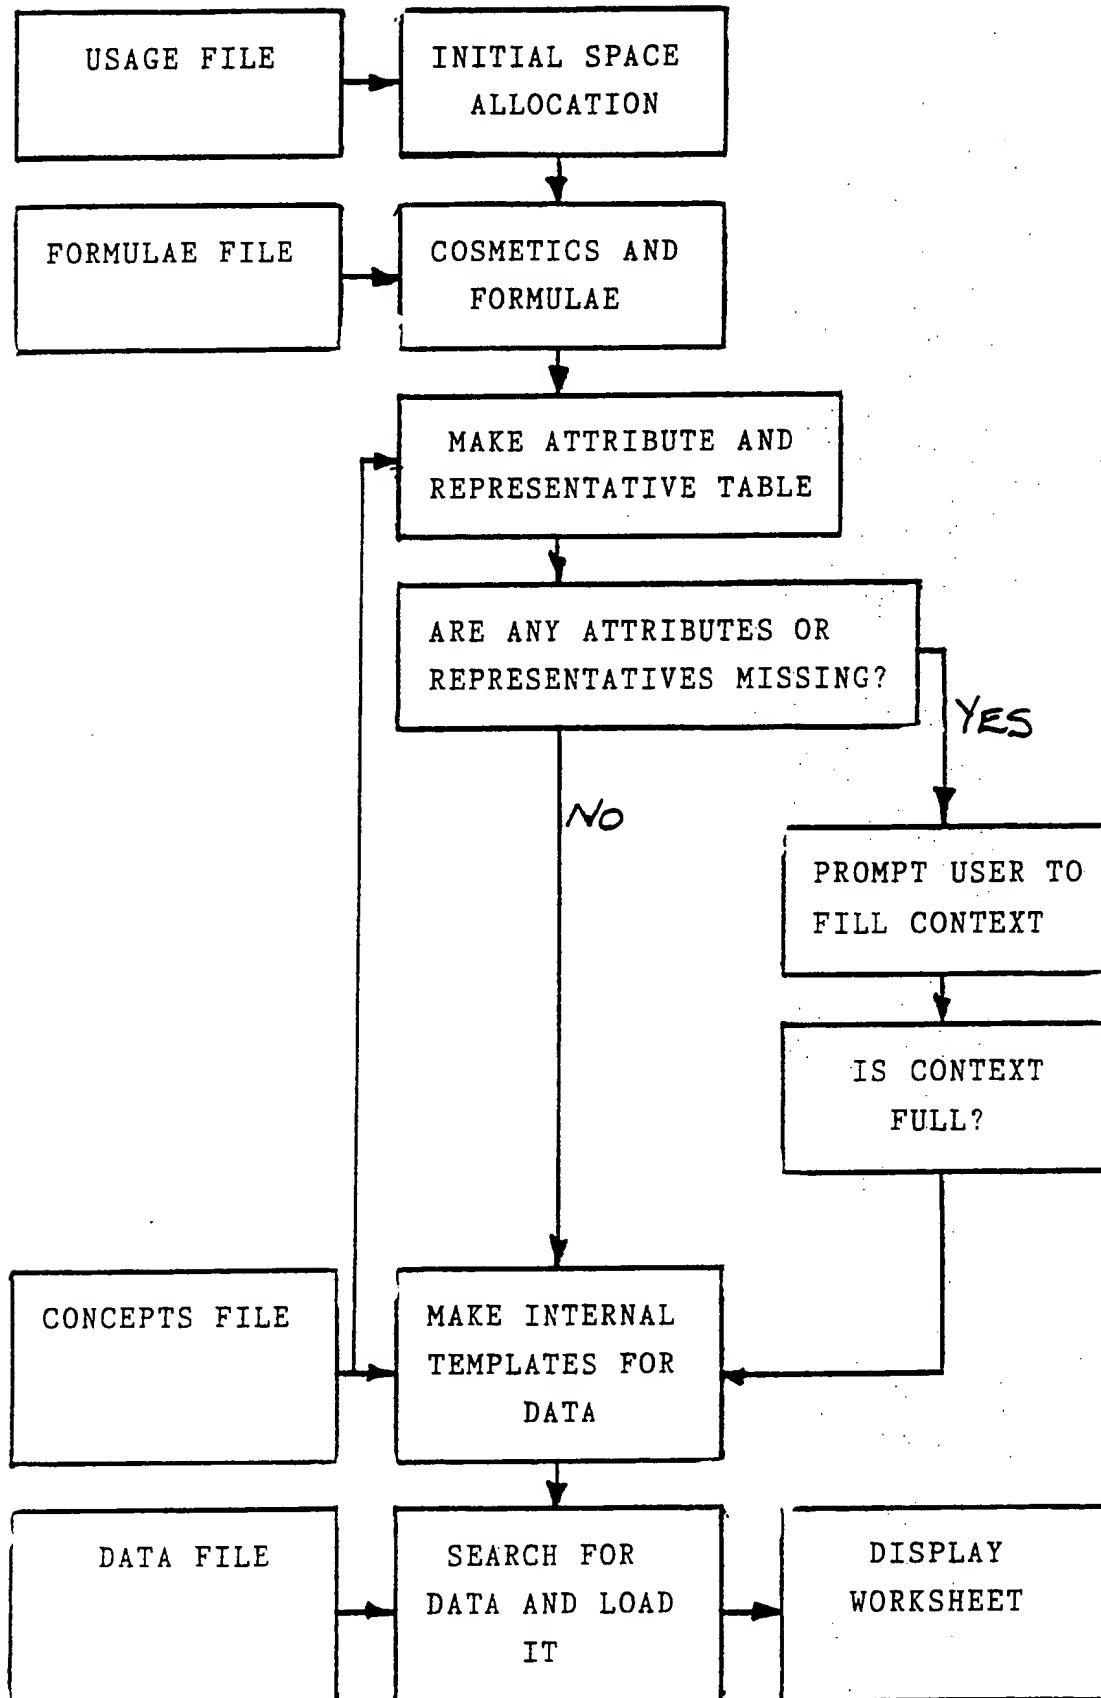 USAGE FILE
INITIAL SPACE
ALLOCATION
FORMULAE FILE
COSMETICS AND
FORMULAE
MAKE ATTRIBUTE AND
REPRESENTATIVE TABLE
ARE ANY ATTRIBUTES OR
REPRESENTATIVES MISSING?
YES
NO
PROMPT USER TO
FILL CONTEXT
IS CONTEXT
FULL?
CONCEPTS FILE
MAKE INTERNAL
TEMPLATES FOR
DATA
DATA FILE
SEARCH FOR
DATA AND LOAD
IT
DISPLAY
WORKSHEET